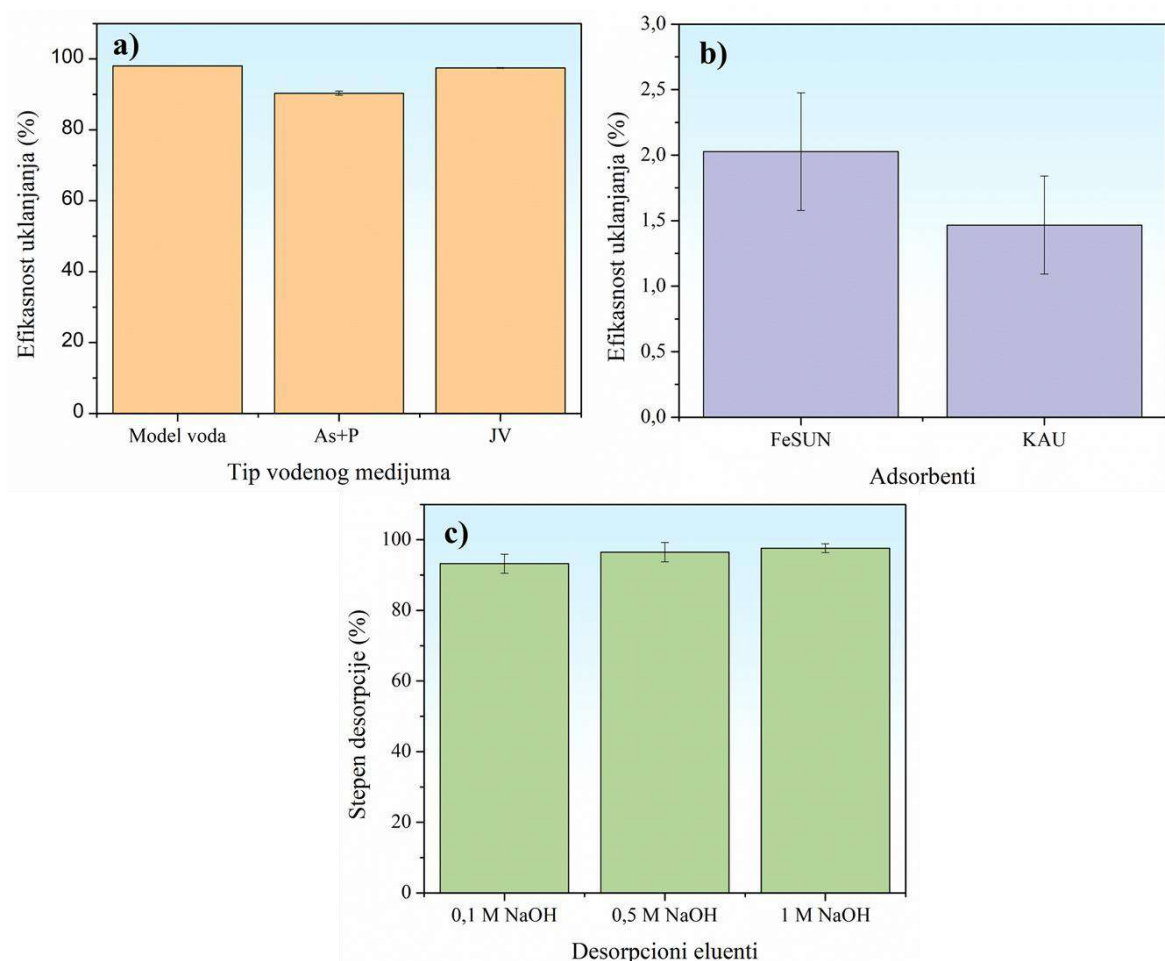 a)
Efikasnost uklanjanja (%)
100
80
60
40
20
0
Model voda As+P JV
Tip vodenog medijuma
b)
Efikasnost uklanjanja (%)
3,0
2,5
2,0
1,5
1,0
0,5
0,0
FeSUN KAU
Adsorbenti
c)
Stepen desorpcije (%)
100
80
60
40
20
0
0,1 M NaOH 0,5 M NaOH 1 M NaOH
Desorpcioni eluenti